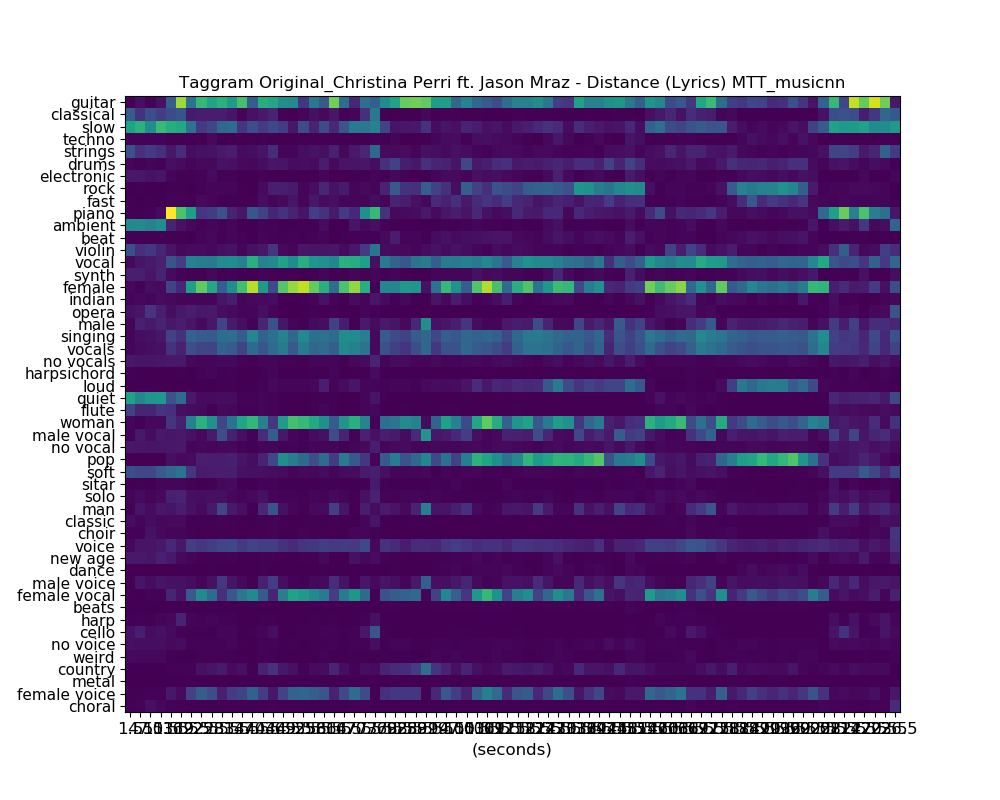 Taggram Original_Christina Perri ft. Jason Mraz - Distance (Lyrics) MTT_musicnn
guitar
classical
slow
techno
strings
drums
electronic
rock
fast
piano
ambient
beat
violin
vocal
synth
female
indian
opera
male
singing
vocals
no vocals
harpsichord
loud
quiet
flute
woman
male vocal
no vocal
pop
soft
sitar
solo
man
classic
choir
voice
new age
dance
male voice
female vocal
beats
harp
cello
no voice
weird
country
metal
female voice
choral
(seconds)